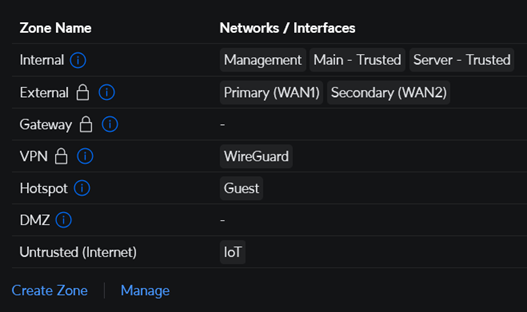 Zone Name Networks / Interfaces
Internal Management Main - Trusted Server - Trusted
External Primary (WAN1) Secondary (WAN2)
Gateway -
VPN WireGuard
Hotspot Guest
DMZ -
Untrusted (Internet) IoT
Create Zone Manage